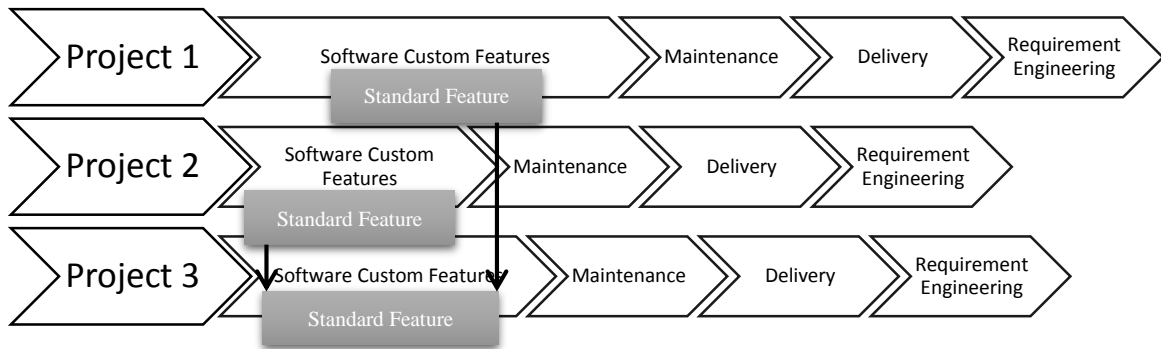 Project 1
Software Custom Features
Maintenance
Delivery
Requirement
Engineering
Standard Feature
Project 2
Software Custom
Features
Maintenance
Delivery
Requirement
Engineering
Standard Feature
Project 3
Software Custom Features
Maintenance
Delivery
Requirement
Engineering
Standard Feature